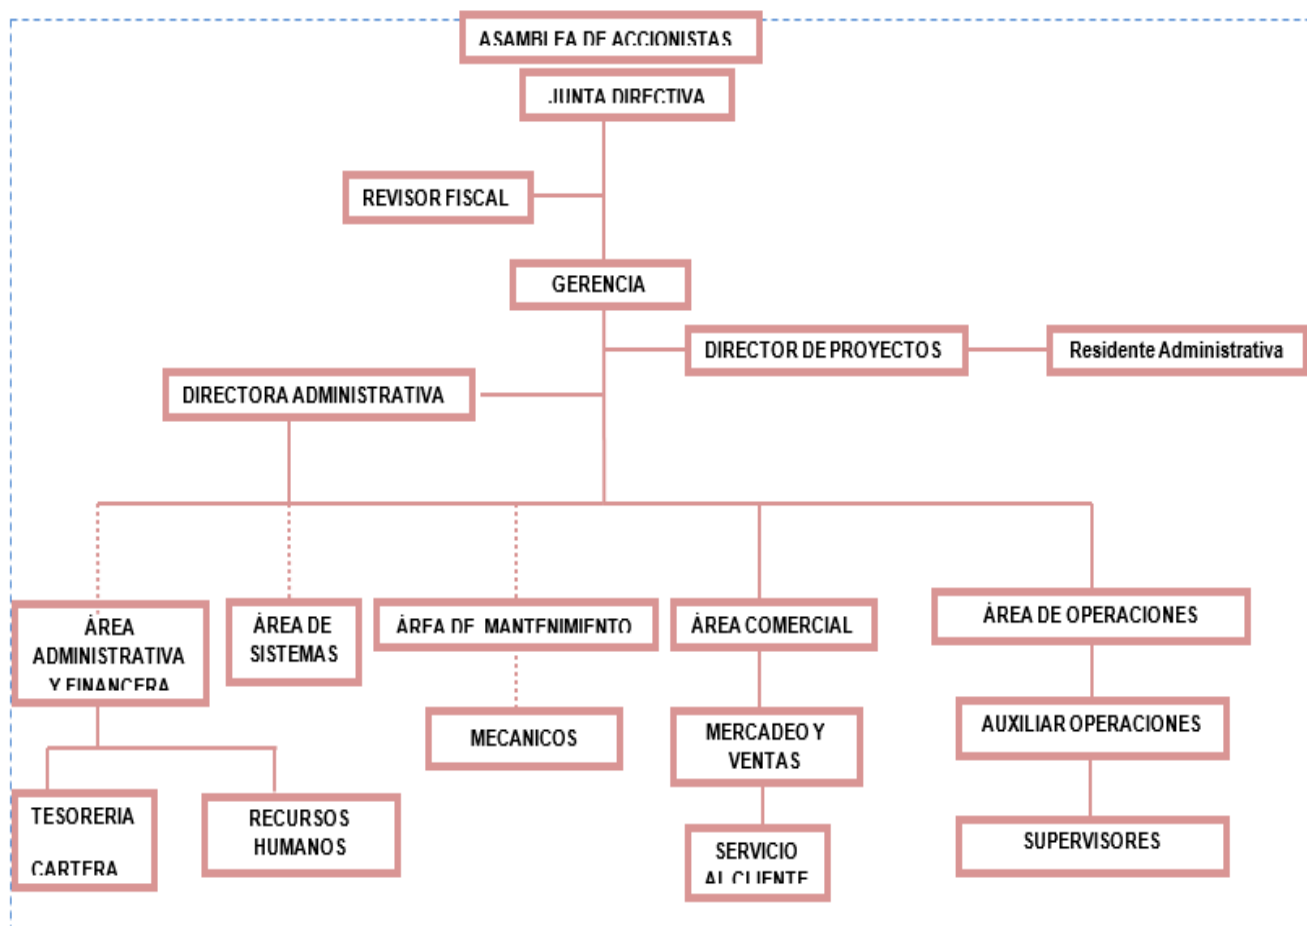 ASAMBLEA DE ACCIONISTAS
JUNTA DIRECTIVA
REVISOR FISCAL
GERENCIA
DIRECTOR DE PROYECTOS
Residente Administrativa
DIRECTORA ADMINISTRATIVA
ÁREA
ADMINISTRATIVA
Y FINANCERA
ÁREA DE
SISTEMAS
ÁREA DE MANTENIMIENTO
ÁREA COMERCIAL
ÁREA DE OPERACIONES
MECANICOS
MERCADEO Y
VENTAS
AUXILIAR OPERACIONES
TESORERIA
CARTERA
RECURSOS
HUMANOS
SERVICIO
AL CLIENTE
SUPERVISORES